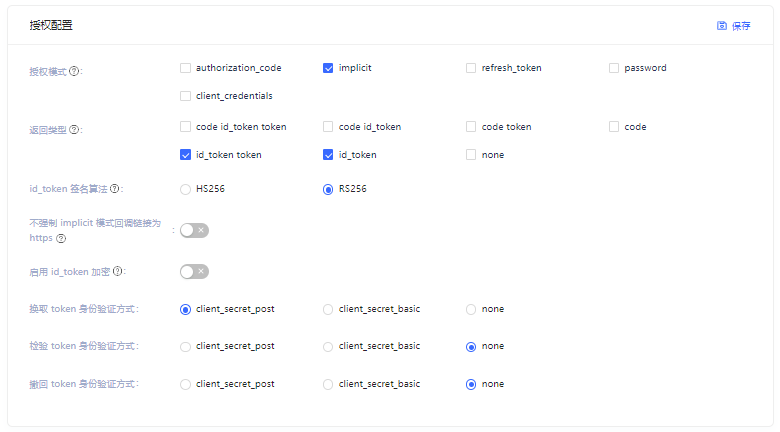 授权配置
保存
授权模式 ?:
authorization_code implicit refresh_token password
client_credentials
返回类型 ?:
code id_token token code id_token code token code
id_token token id_token none
id_token 签名算法 ?: HS256 RS256
不强制 implicit 模式回调链接为
https ? :
启用 id_token 加密 ?:
换取 token 身份验证方式: client_secret_post client_secret_basic none
检验 token 身份验证方式: client_secret_post client_secret_basic none
撤回 token 身份验证方式: client_secret_post client_secret_basic none